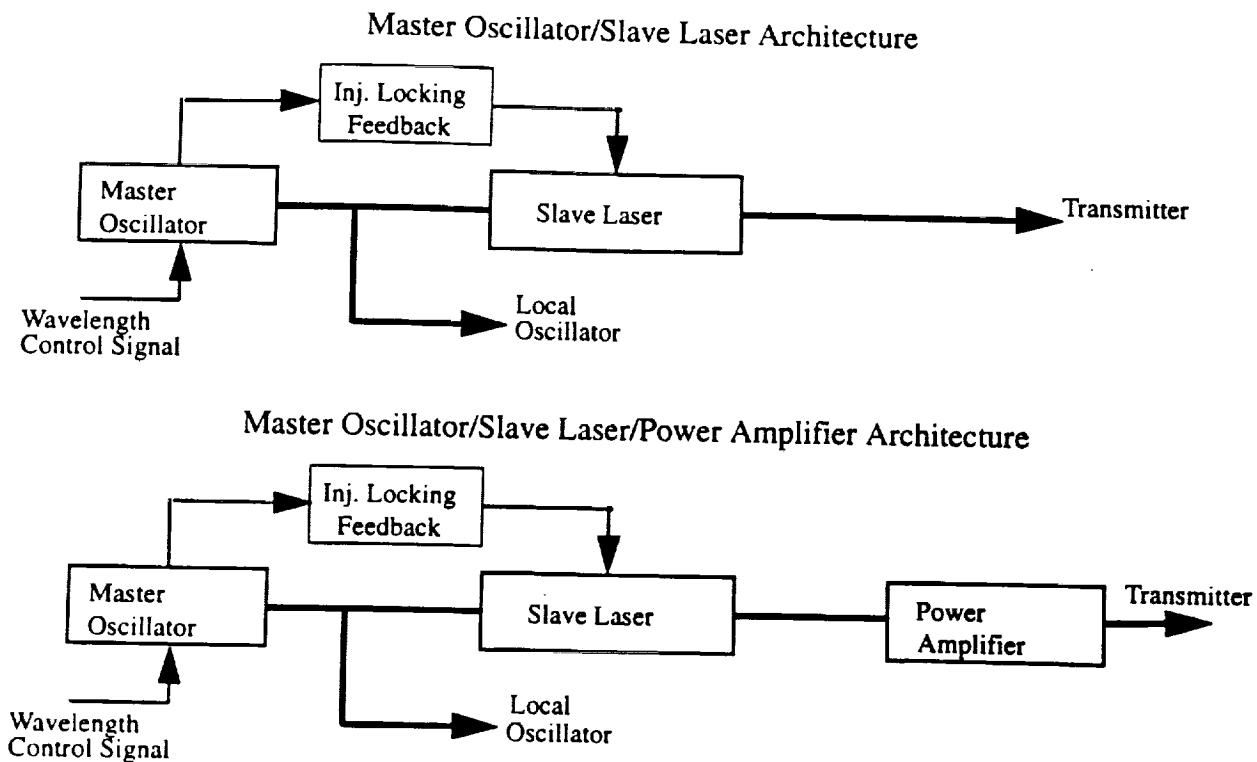 Master Oscillator/Slave Laser Architecture
Inj. Locking
Feedback
Master
Oscillator
Slave Laser
Transmitter
Local
Oscillator
Wavelength
Control Signal
Master Oscillator/Slave Laser/Power Amplifier Architecture
Inj. Locking
Feedback
Master
Oscillator
Slave Laser
Power
Amplifier
Transmitter
Local
Oscillator
Wavelength
Control Signal